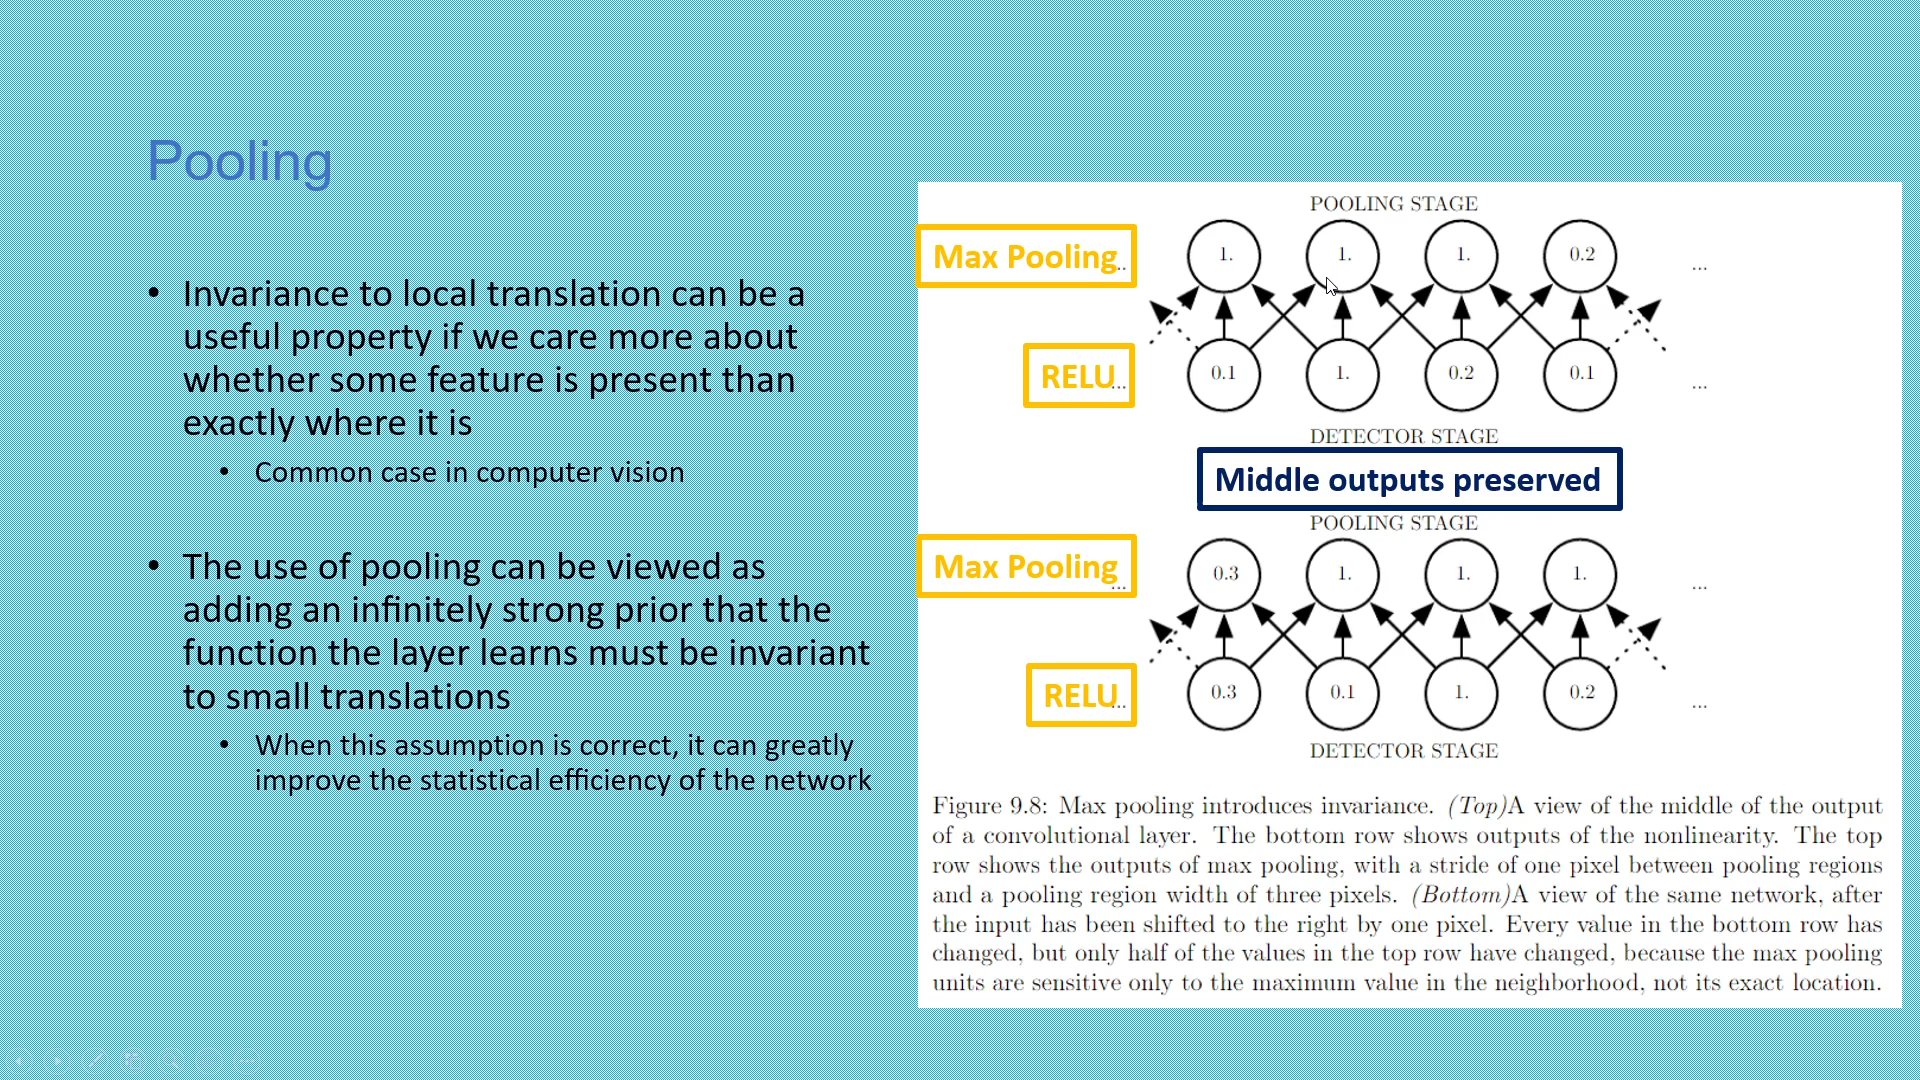 Pooling
• Invariance to local translation can be a
useful property if we care more about
whether some feature is present than
exactly where it is
• Common case in computer vision
• The use of pooling can be viewed as
adding an infinitely strong prior that the
function the layer learns must be invariant
to small translations
• When this assumption is correct, it can greatly
improve the statistical efficiency of the network
POOLING STAGE
Max Pooling... 1. 1. 1. 0.2 ...
RELU... 0.1 1. 0.2 0.1 ...
DETECTOR STAGE
Middle outputs preserved
POOLING STAGE
Max Pooling... 0.3 1. 1. 1. ...
RELU... 0.3 0.1 1. 0.2 ...
DETECTOR STAGE
Figure 9.8: Max pooling introduces invariance. (Top)A view of the middle of the output
of a convolutional layer. The bottom row shows outputs of the nonlinearity. The top
row shows the outputs of max pooling, with a stride of one pixel between pooling regions
and a pooling region width of three pixels. (Bottom)A view of the same network, after
the input has been shifted to the right by one pixel. Every value in the bottom row has
changed, but only half of the values in the top row have changed, because the max pooling
units are sensitive only to the maximum value in the neighborhood, not its exact location.